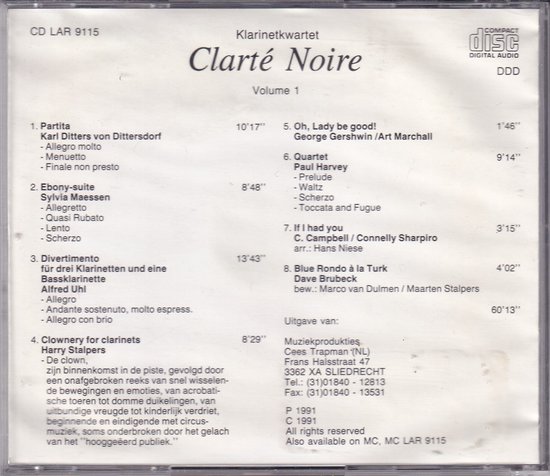 CD LAR 9115
Klarinetkwartet
Clarté Noire
Volume 1
COMPACT
disc
DIGITAL AUDIO
DDD
1. Partita 10'17"
Karl Ditters von Dittersdorf
- Allegro molto
- Menuetto
- Finale non presto
2. Ebony-suite 8'48"
Sylvia Maessen
- Allegretto
- Quasi Rubato
- Lento
- Scherzo
3. Divertimento 13'43"
für drei Klarinetten und eine
Bassklarinette
Alfred Uhl
- Allegro
- Andante sostenuto, molto espress.
- Allegro con brio
4. Clownery for clarinets 8'29"
Harry Stalpers
- De clown,
zijn binnenkomst in de piste, gevolgd door
een onafgebroken reeks van snel wisselen-
de bewegingen en emoties, van acrobati-
sche toeren tot domme duikelingen, van
uitbundige vreugde tot kinderlijk verdriet,
beginnende en eindigende met circus-
muziek, soms onderbroken door het gelach
van het "hooggeëerd publiek."
5. Oh, Lady be good! 1'46"
George Gershwin /Art Marchall
6. Quartet 9'14"
Paul Harvey
- Prelude
- Waltz
- Scherzo
- Toccata and Fugue
7. If I had you 3'15"
C. Campbell / Connelly Sharpiro
arr.: Hans Niese
8. Blue Rondo à la Turk 4'02"
Dave Brubeck
bew.: Marco van Dulmen / Maarten Stalpers
60'13"
Uitgave van:
Muziekprodukties
Cees Trapman (NL)
Frans Halsstraat 47
3362 XA SLIEDRECHT
Tel.: (31)01840 - 12813
Fax: (31)01840 - 13531
P 1991
C 1991
All rights reserved
Also available on MC, MC LAR 9115